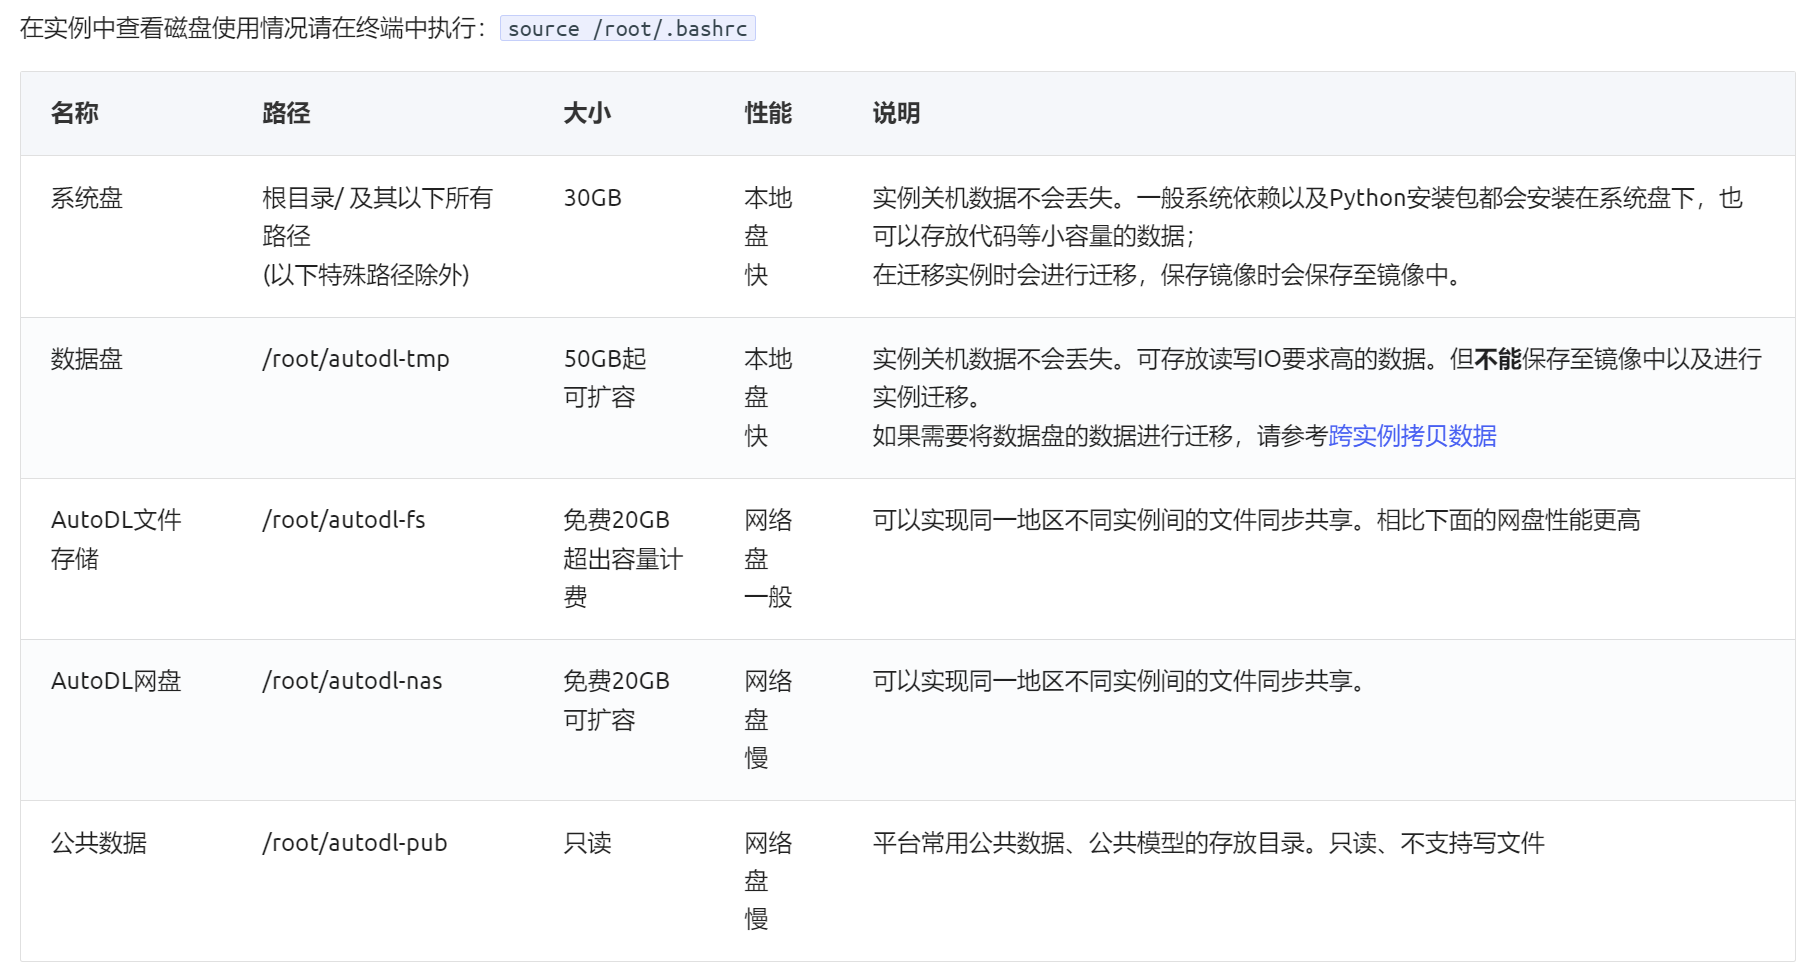 在实例中查看磁盘使用情况请在终端中执行： source /root/.bashrc
名称 路径 大小 性能 说明
系统盘
根目录/ 及其以下所有
路径
(以下特殊路径除外)
30GB
本地
盘
快
实例关机数据不会丢失。一般系统依赖以及Python安装包都会安装在系统盘下，也
可以存放代码等小容量的数据；
在迁移实例时会进行迁移，保存镜像时会保存至镜像中。
数据盘
/root/autodl-tmp
50GB起
可扩容
本地
盘
快
实例关机数据不会丢失。可存放读写IO要求高的数据。但不能保存至镜像中以及进行
实例迁移。
如果需要将数据盘的数据进行迁移，请参考跨实例拷贝数据
AutoDL文件
存储
/root/autodl-fs
免费20GB
超出容量计
费
网络
盘
一般
可以实现同一地区不同实例间的文件同步共享。相比下面的网盘性能更高
AutoDL网盘
/root/autodl-nas
免费20GB
可扩容
网络
盘
慢
可以实现同一地区不同实例间的文件同步共享。
公共数据
/root/autodl-pub
只读
网络
盘
慢
平台常用公共数据、公共模型的存放目录。只读、不支持写文件